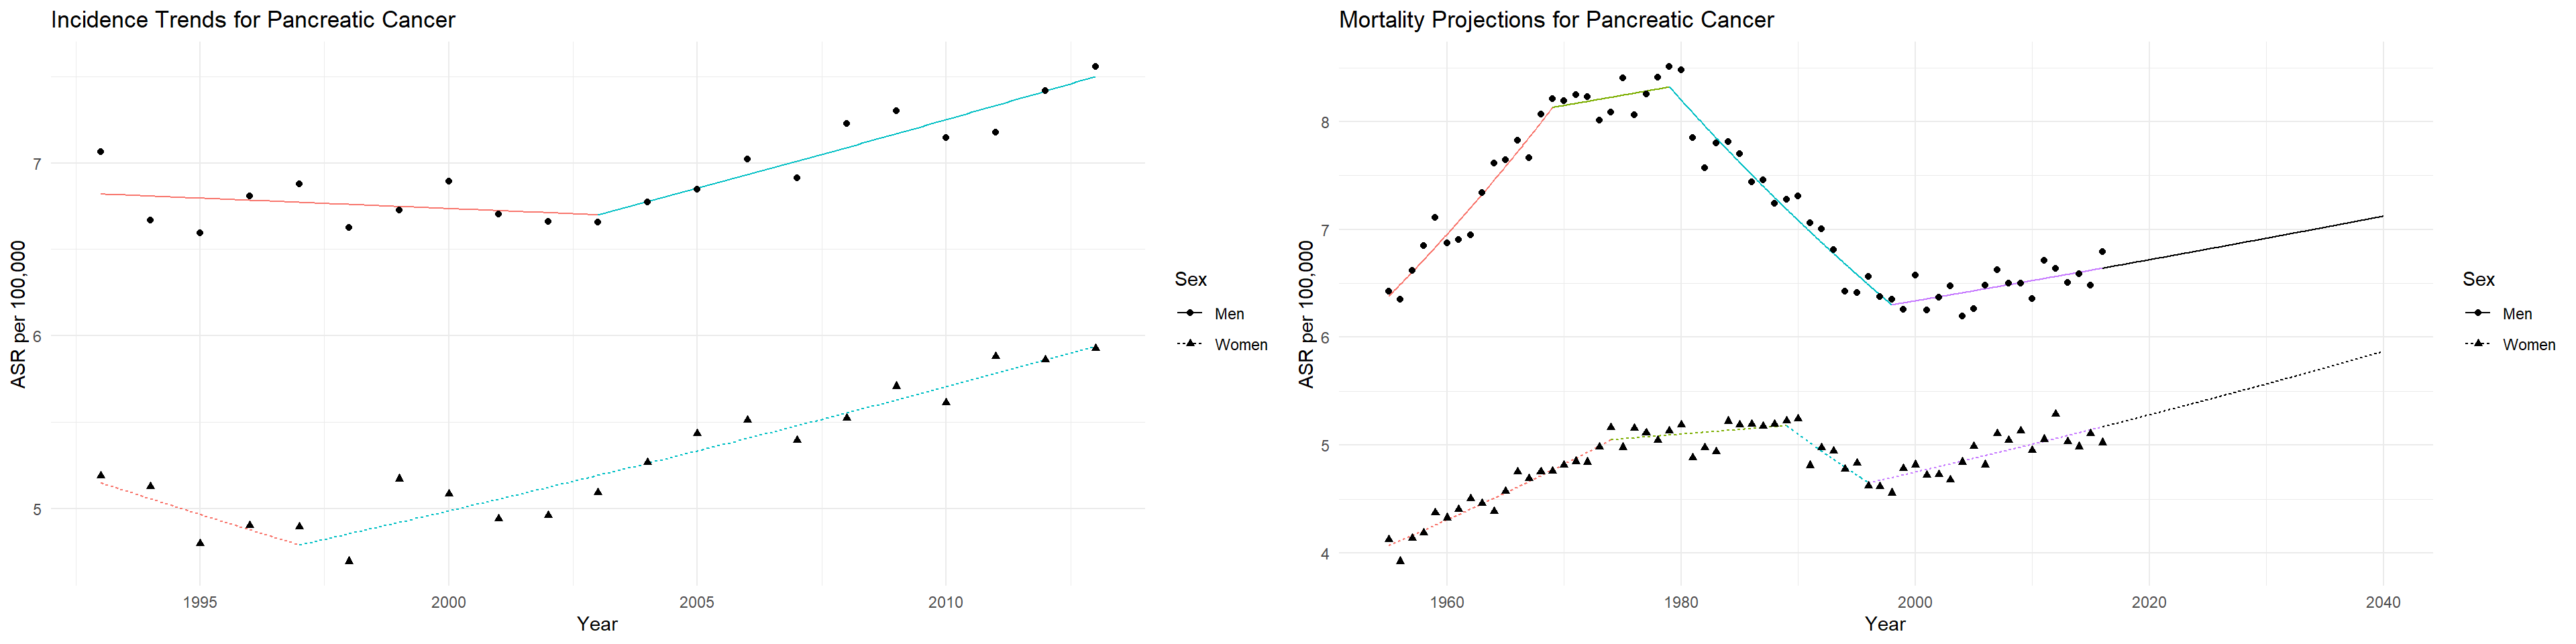 Incidence Trends for Pancreatic Cancer
ASR per 100,000
7
6
5
1995
2000
2005
2010
Year
Sex
Men
Women
Mortality Projections for Pancreatic Cancer
ASR per 100,000
8
7
6
5
4
1960
1980
2000
2020
2040
Year
Sex
Men
Women